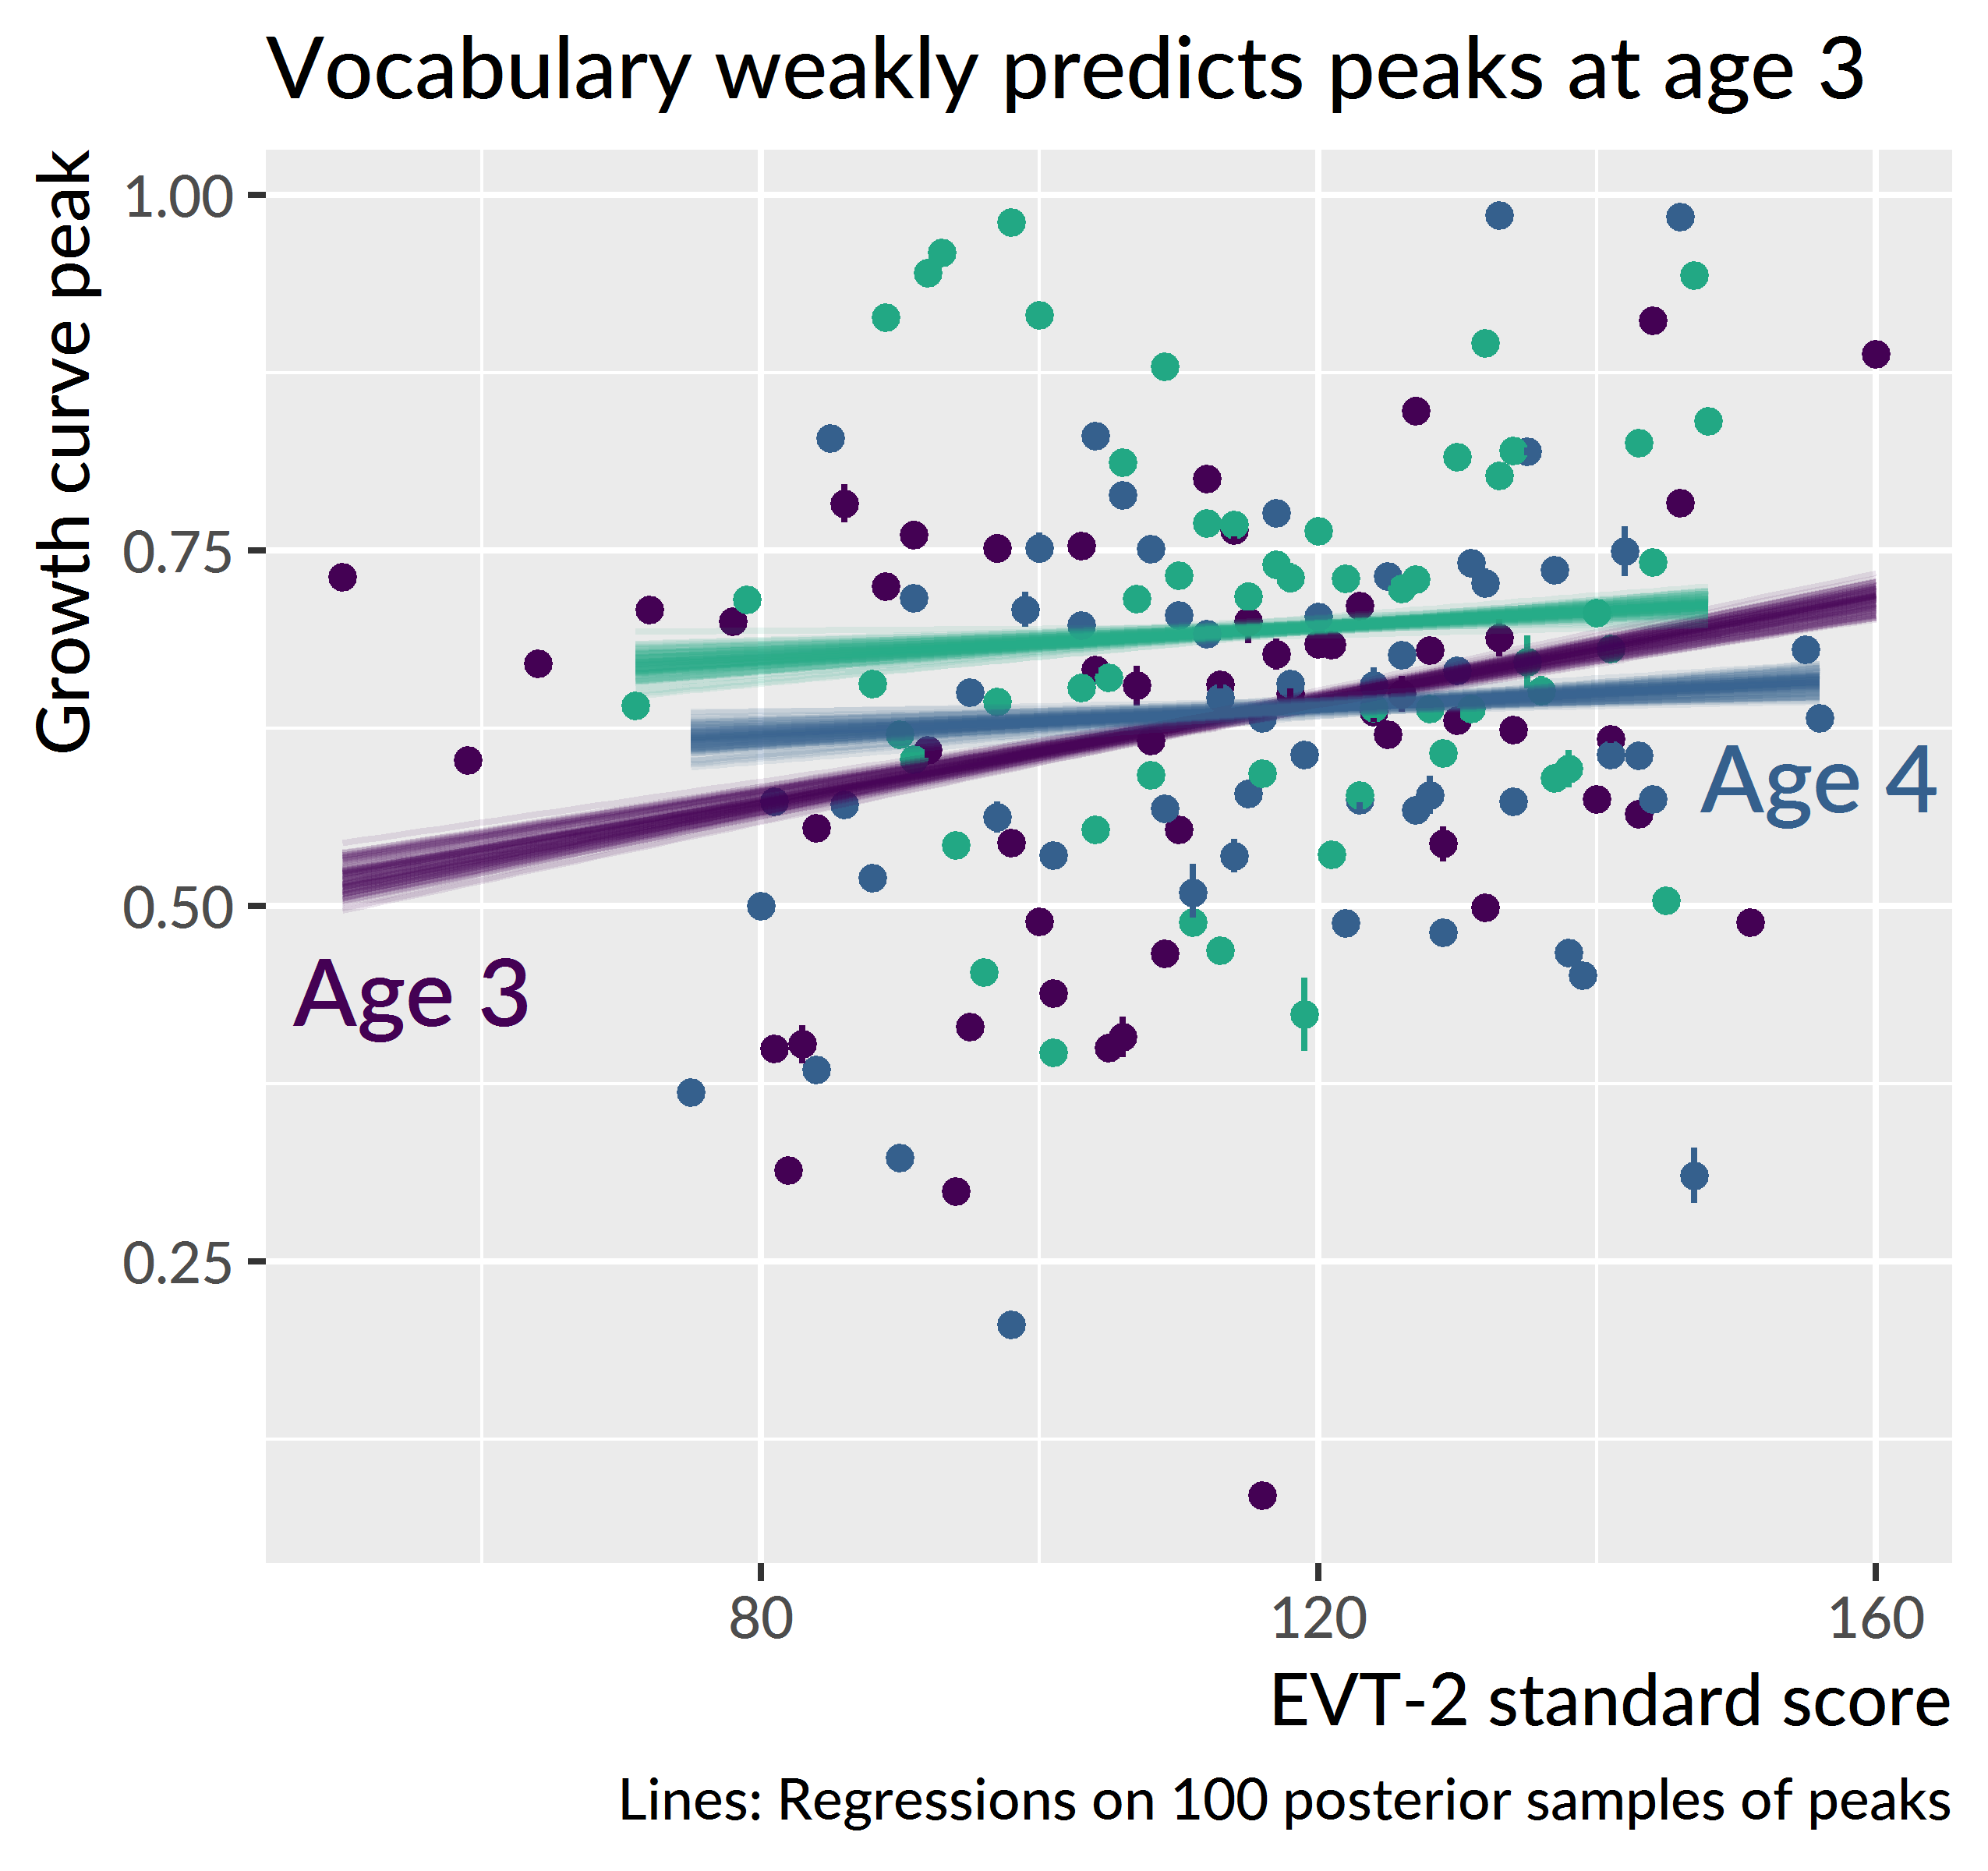 Vocabulary weakly predicts peaks at age 3
Growth curve peak
1.00
0.75
0.50
0.25
Age 4
Age 3
80 120 160
EVT-2 standard score
Lines: Regressions on 100 posterior samples of peaks